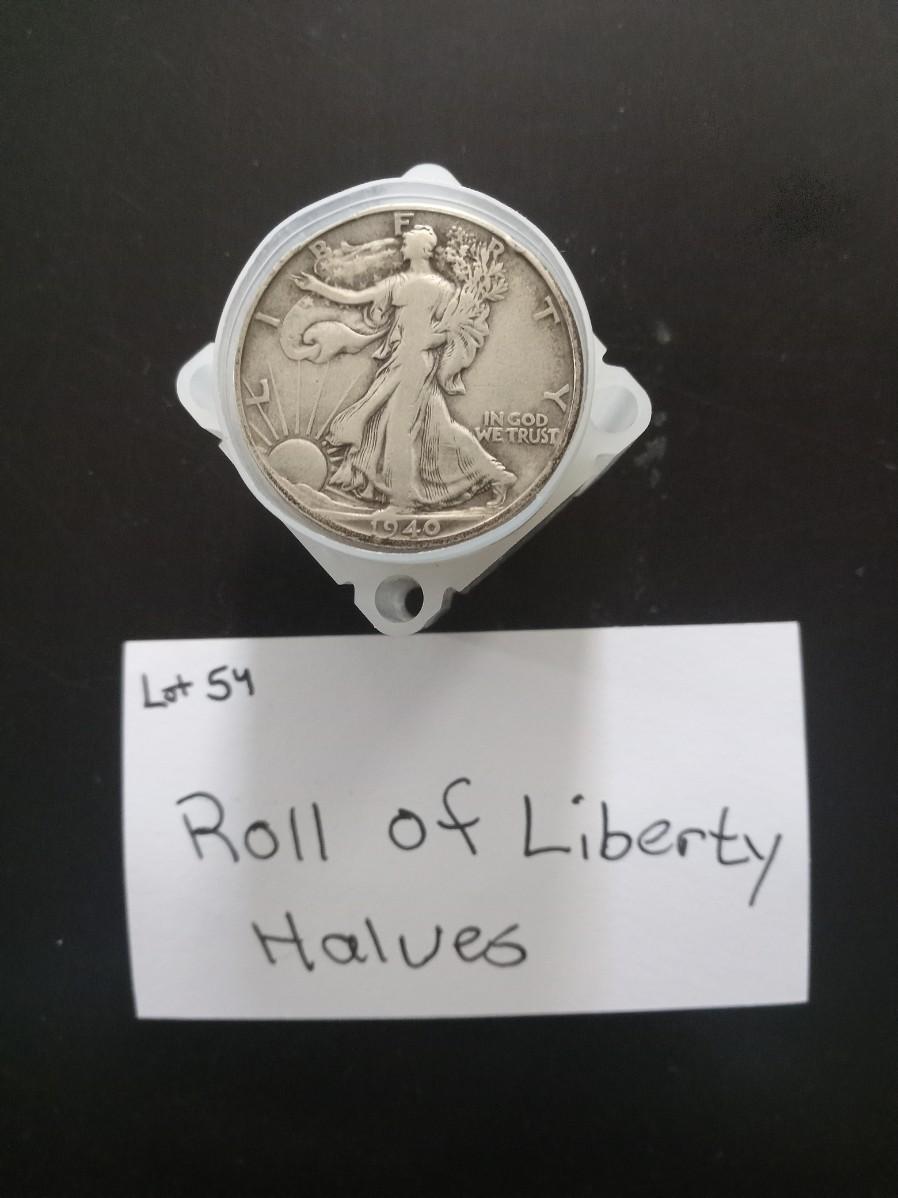 LIBERTY
IN GOD
WE TRUST
1940
Lot 54
Roll of Liberty
Halves